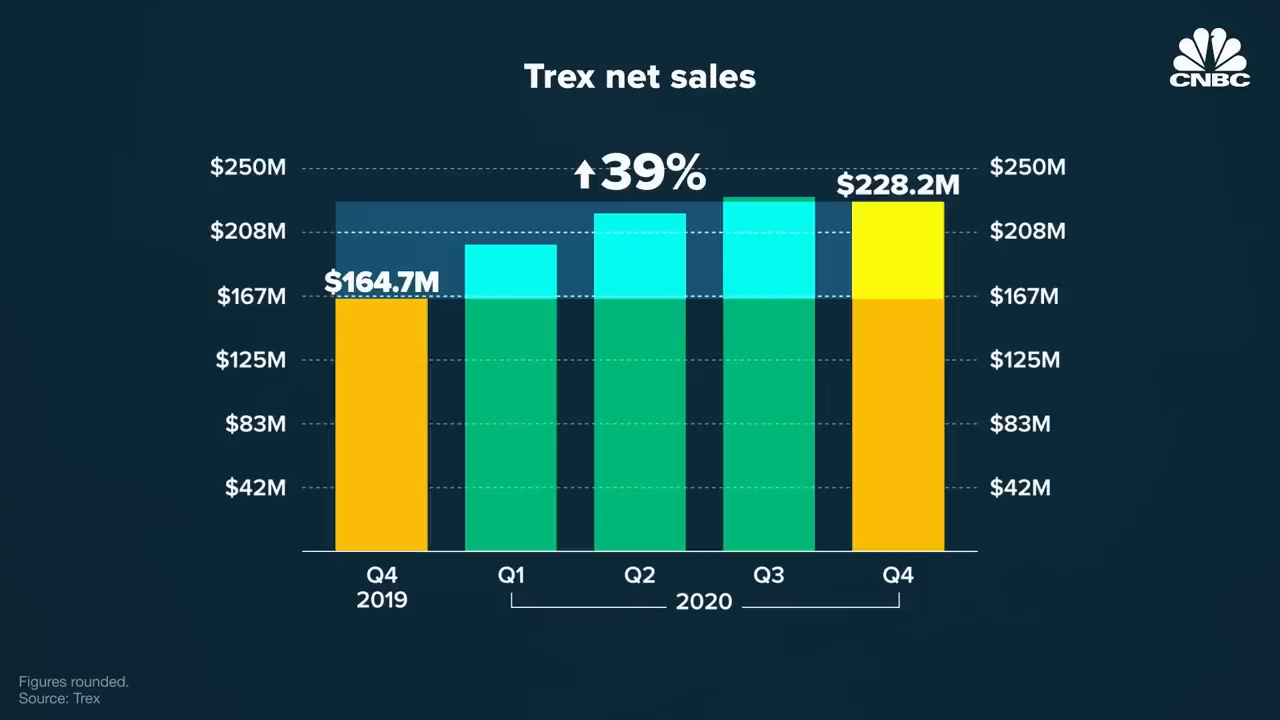 CNBC
Trex net sales
$250M
39%
$250M
$228.2M
$208M
$208M
$164.7M
$167M
$167M
$125M
$125M
$83M
$83M
$42M
$42M
Q4 Q1 Q2 Q3 Q4
2019 2020
Figures rounded.
Source: Trex